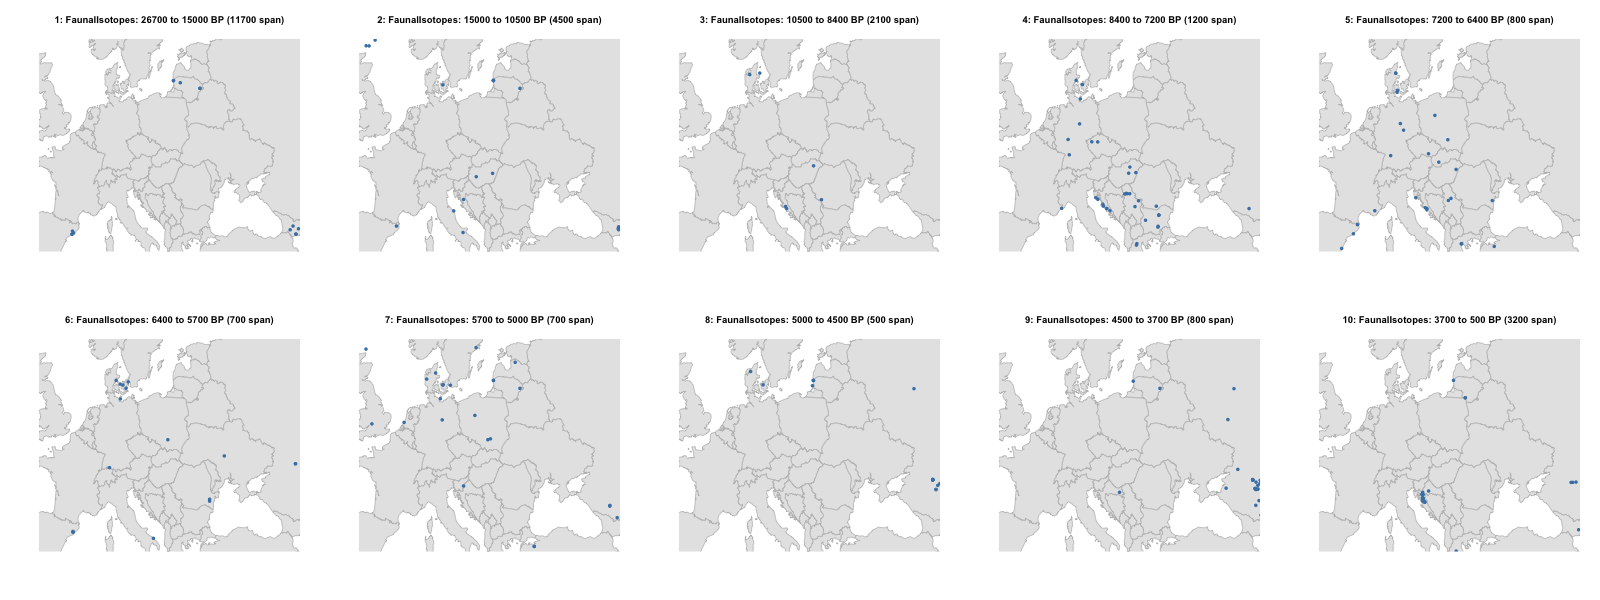 1: FaunalIsotopes: 26700 to 15000 BP (11700 span)
2: FaunalIsotopes: 15000 to 10500 BP (4500 span)
3: FaunalIsotopes: 10500 to 8400 BP (2100 span)
4: FaunalIsotopes: 8400 to 7200 BP (1200 span)
5: FaunalIsotopes: 7200 to 6400 BP (800 span)
6: FaunalIsotopes: 6400 to 5700 BP (700 span)
7: FaunalIsotopes: 5700 to 5000 BP (700 span)
8: FaunalIsotopes: 5000 to 4500 BP (500 span)
9: FaunalIsotopes: 4500 to 3700 BP (800 span)
10: FaunalIsotopes: 3700 to 500 BP (3200 span)